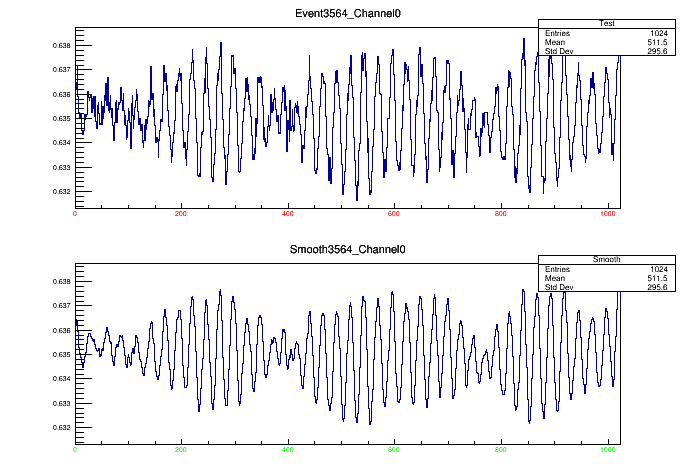 Event3564_Channel0
Test
Entries 1024
Mean 511.5
Std Dev 295.6
0.638
0.637
0.636
0.635
0.634
0.633
0.632
0 200 400 600 800 1000
Smooth3564_Channel0
Smooth
Entries 1024
Mean 511.5
Std Dev 295.6
0.638
0.637
0.636
0.635
0.634
0.633
0.632
0 200 400 600 800 1000